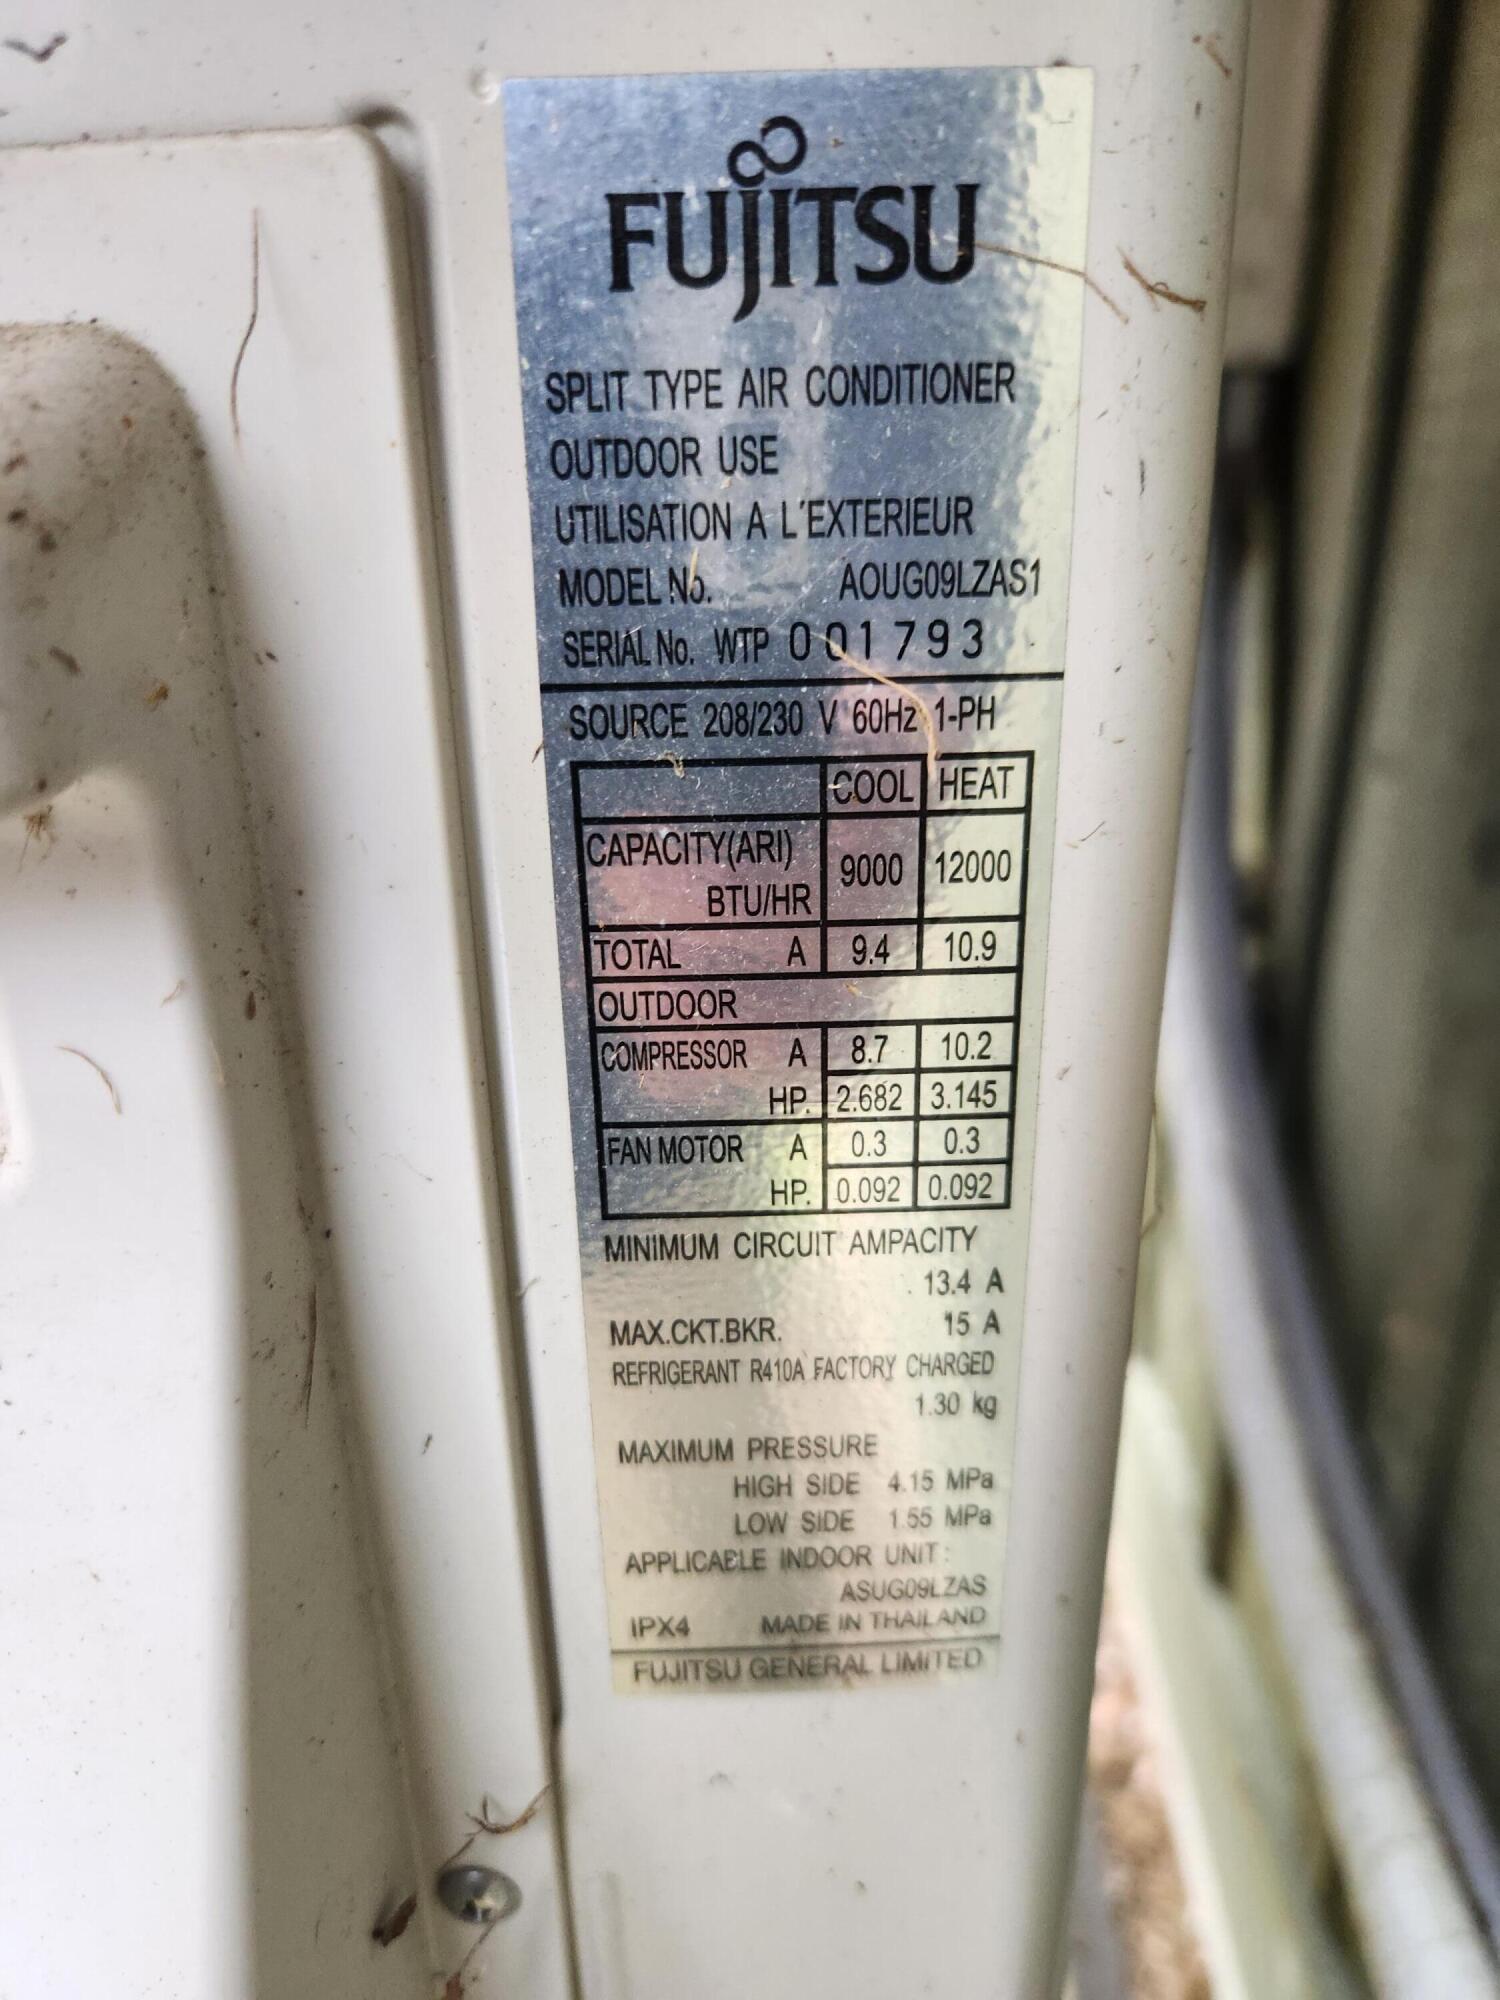 FUJITSU
SPLIT TYPE AIR CONDITIONER
OUTDOOR USE
UTILISATION A L'EXTERIEUR
MODEL No. AOUG09LZAS1
SERIAL No. WTP 001793
SOURCE 208/230 V 60Hz 1-PH
COOL HEAT
CAPACITY(ARI)
BTU/HR 9000 12000
TOTAL A 9.4 10.9
OUTDOOR
COMPRESSOR A 8.7 10.2
HP. 2.682 3.145
FAN MOTOR A 0.3 0.3
HP. 0.092 0.092
MINIMUM CIRCUIT AMPACITY
13.4 A
MAX.CKT.BKR. 15 A
REFRIGERANT R410A FACTORY CHARGED
1.30 kg
MAXIMUM PRESSURE
HIGH SIDE 4.15 MPa
LOW SIDE 1.55 MPa
APPLICABLE INDOOR UNIT :
ASUG09LZAS
IPX4 MADE IN THAILAND
FUJITSU GENERAL LIMITED